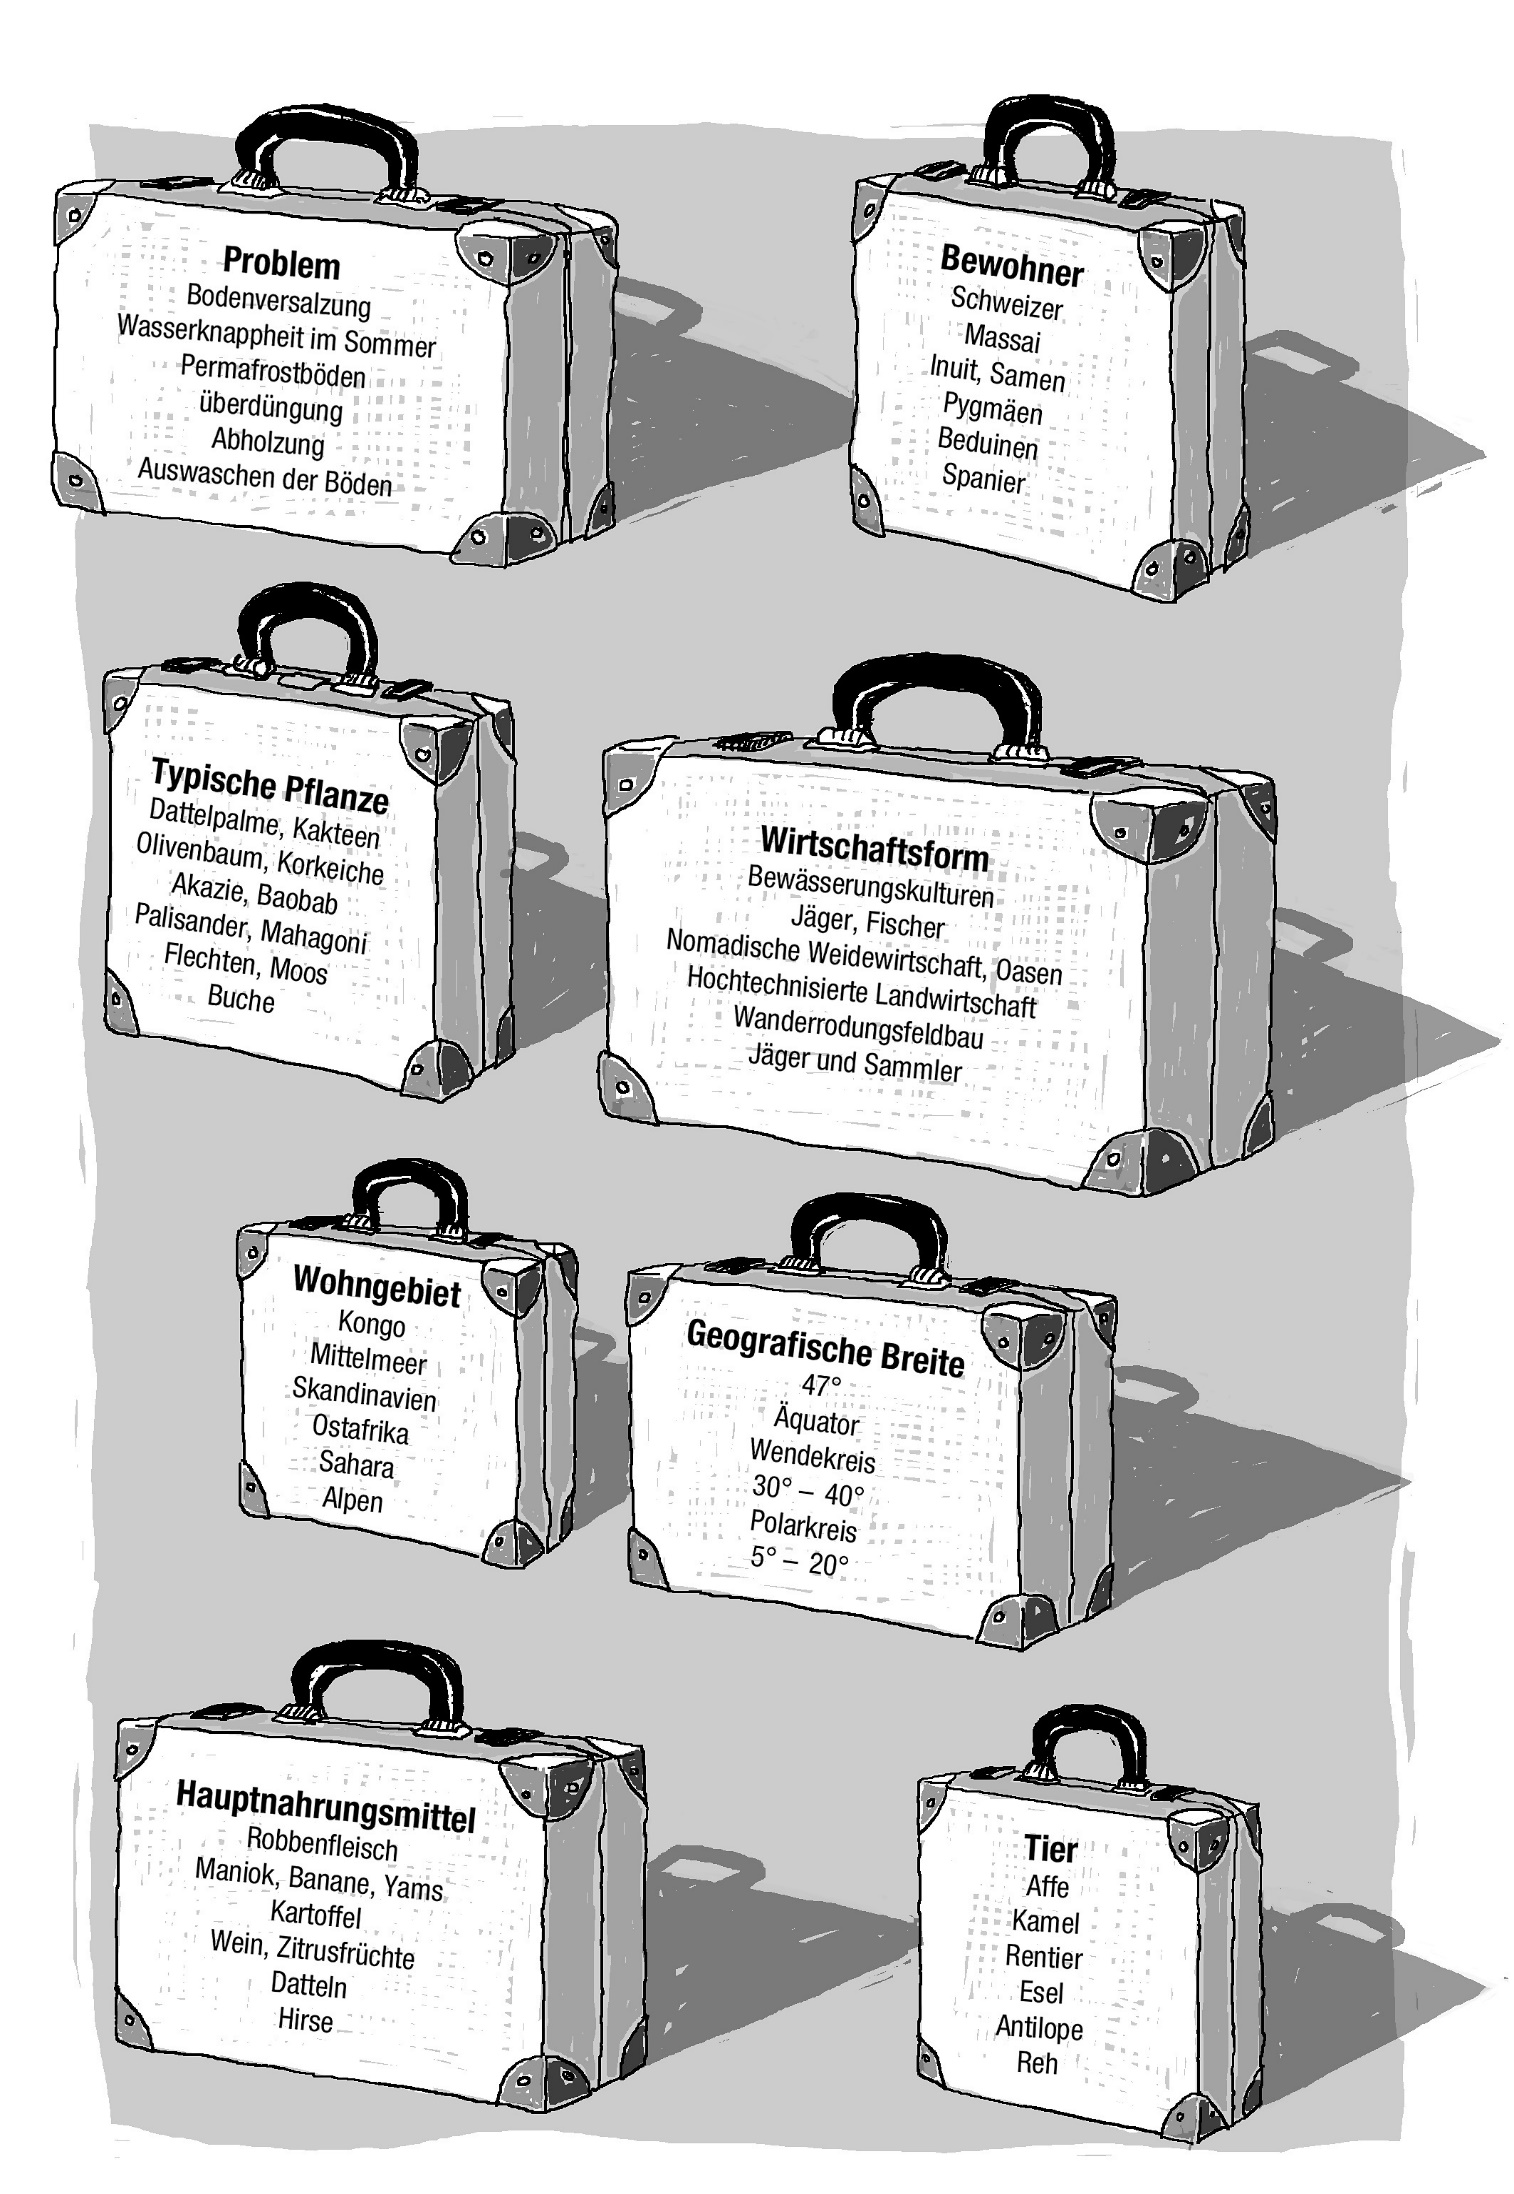 Problem
Bodenversalzung
Wasserknappheit im Sommer
Permafrostböden
überdüngung
Abholzung
Auswaschen der Böden
Bewohner
Schweizer
Massai
Inuit, Samen
Pygmäen
Beduinen
Spanier
Typische Pflanze
Dattelpalme, Kakteen
Olivenbaum, Korkeiche
Akazie, Baobab
Palisander, Mahagoni
Flechten, Moos
Buche
Wirtschaftsform
Bewässerungskulturen
Jäger, Fischer
Nomadische Weidewirtschaft, Oasen
Hochtechnisierte Landwirtschaft
Wanderrodungsfeldbau
Jäger und Sammler
Wohngebiet
Kongo
Mittelmeer
Skandinavien
Ostafrika
Sahara
Alpen
Geografische Breite
47°
Äquator
Wendekreis
30° – 40°
Polarkreis
5° – 20°
Hauptnahrungsmittel
Robbenfleisch
Maniok, Banane, Yams
Kartoffel
Wein, Zitrusfrüchte
Datteln
Hirse
Tier
Affe
Kamel
Rentier
Esel
Antilope
Reh